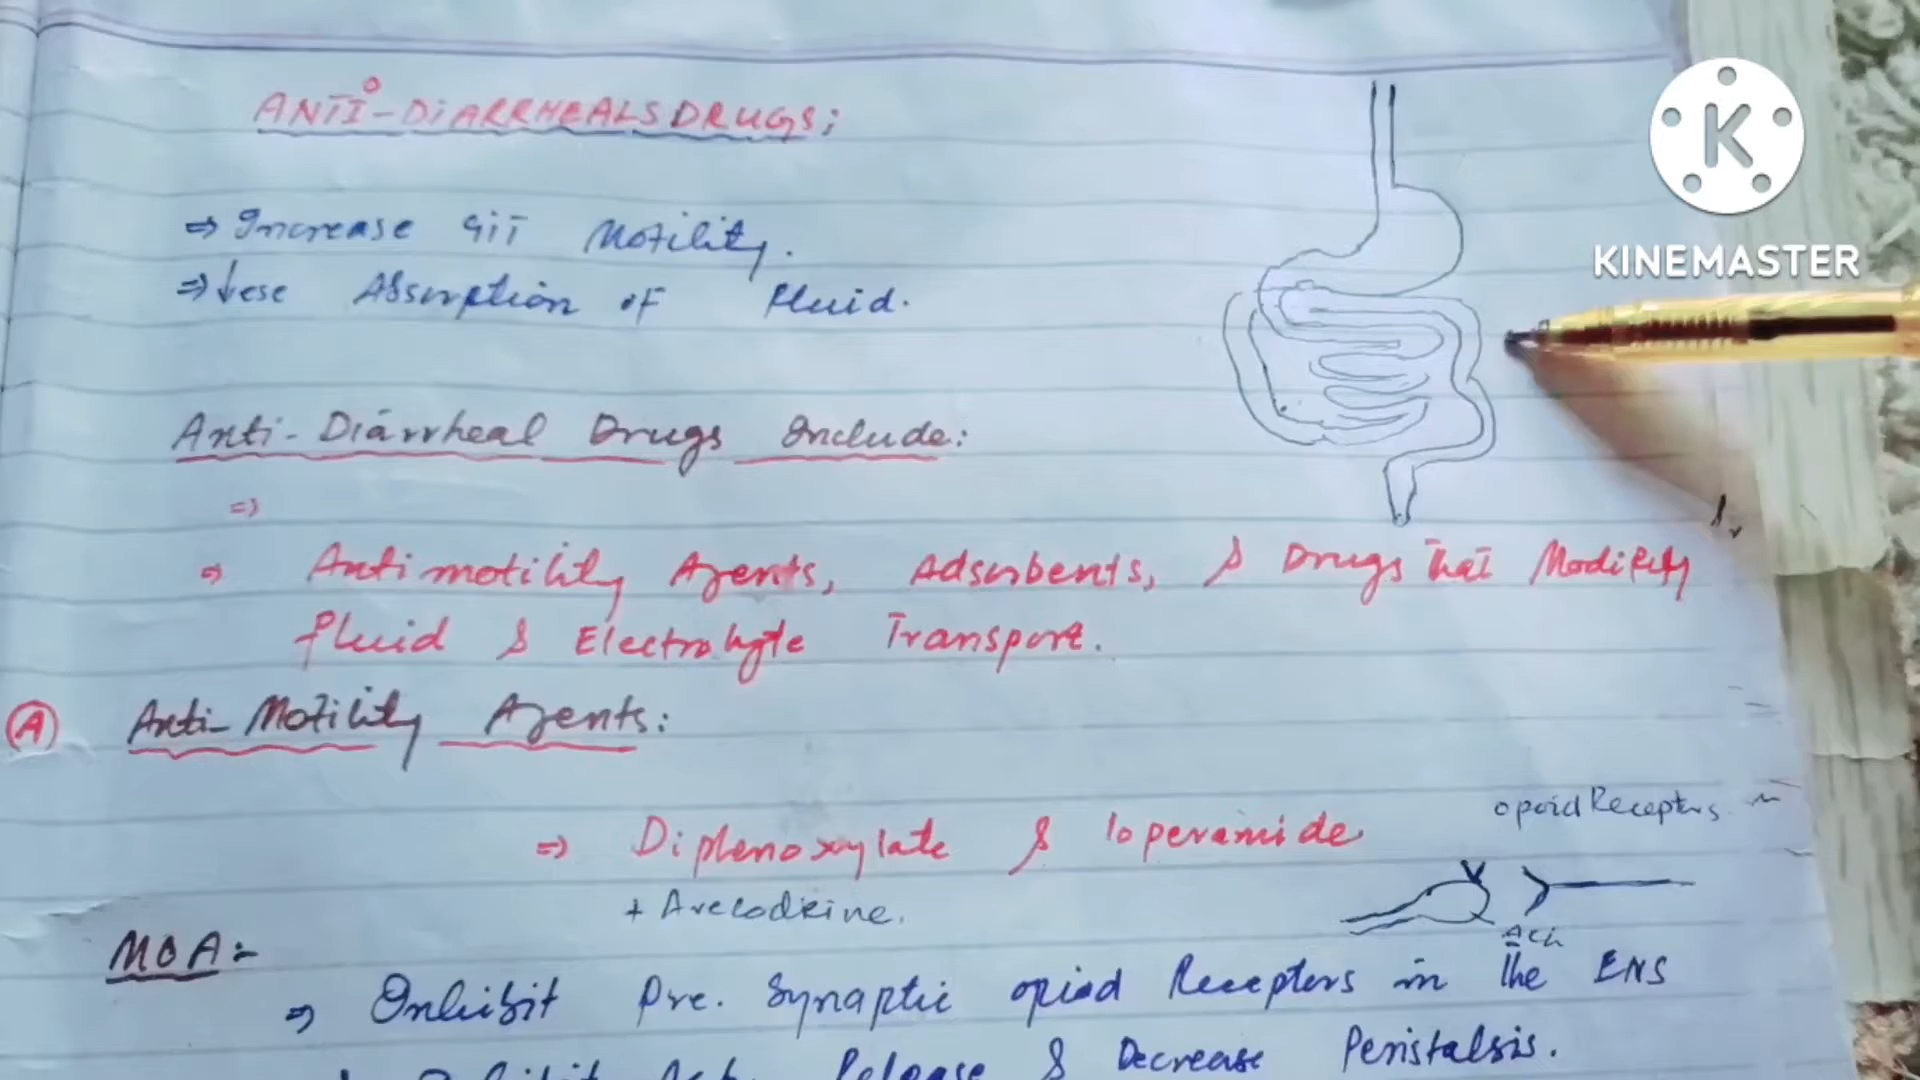 ANTI-DIARRHEALS DRUGS:
⇒ Increase GIT Motility.
⇒ ↓ese Absorption of Fluid.
Anti-Diarrheal Drugs Include:
⇒
⇒ Antimotility Agents, Adsorbents, & Drugs that Modifity
fluid & Electrolyte Transport.
(A) Anti-Motility Agents:
opoid Receptors
⇒ Diphenoxylate & loperamide
+ Arecodeine.
ACh
MOA:-
⇒ Inhibit Pre. Synaptic opiod Receptors in the ENS
& Decrease Peristalsis.
K
KINEMASTER